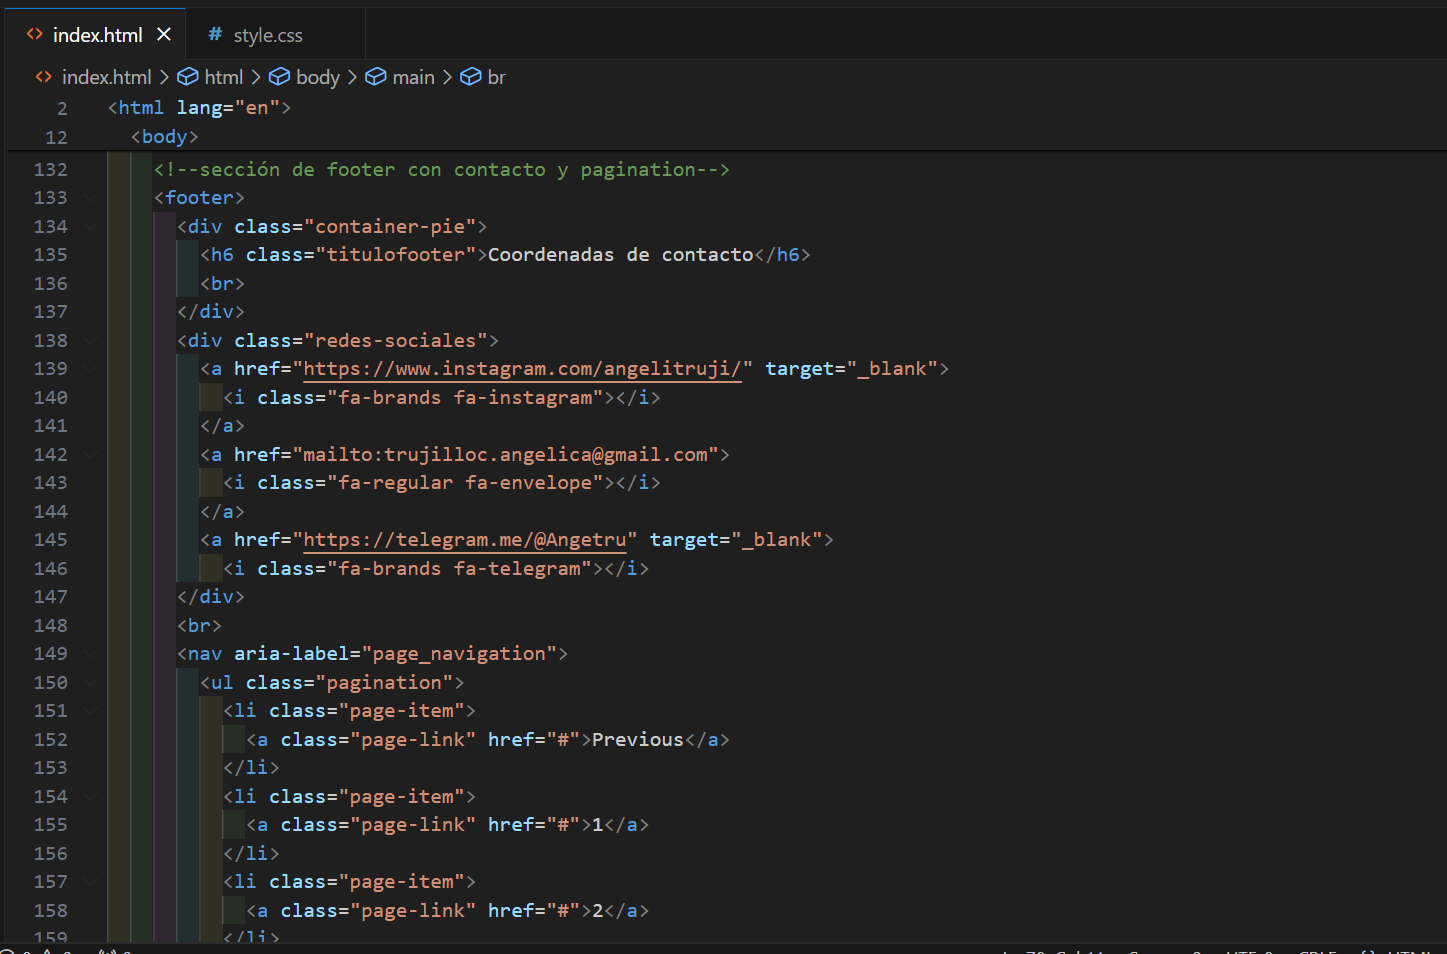 index.html style.css
index.html > html > body > main > br
2 <html lang="en">
12 <body>
132 <!--sección de footer con contacto y pagination-->
133 <footer>
134 <div class="container-pie">
135 <h6 class="titulofooter">Coordenadas de contacto</h6>
136 <br>
137 </div>
138 <div class="redes-sociales">
139 <a href="https://www.instagram.com/angelitruji/" target="_blank">
140 <i class="fa-brands fa-instagram"></i>
141 </a>
142 <a href="mailto:trujilloc.angelica@gmail.com">
143 <i class="fa-regular fa-envelope"></i>
144 </a>
145 <a href="https://telegram.me/@Angetru" target="_blank">
146 <i class="fa-brands fa-telegram"></i>
147 </div>
148 <br>
149 <nav aria-label="page_navigation">
150 <ul class="pagination">
151 <li class="page-item">
152 <a class="page-link" href="#">Previous</a>
153 </li>
154 <li class="page-item">
155 <a class="page-link" href="#">1</a>
156 </li>
157 <li class="page-item">
158 <a class="page-link" href="#">2</a>
159 </li>